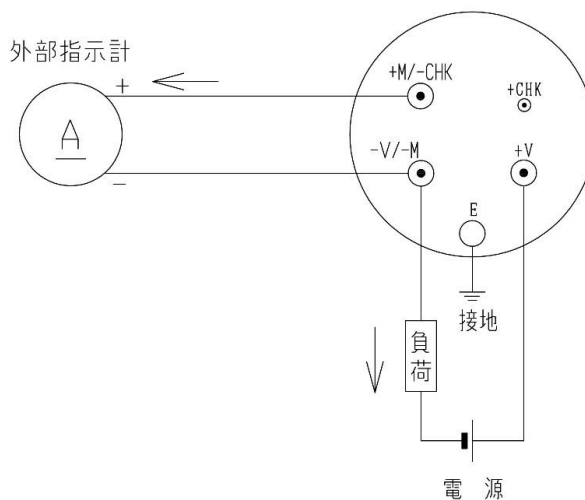 外部指示計
+
A
−
+M/-CHK
+CHK
-V/-M
+V
E
接地
負荷
電 源